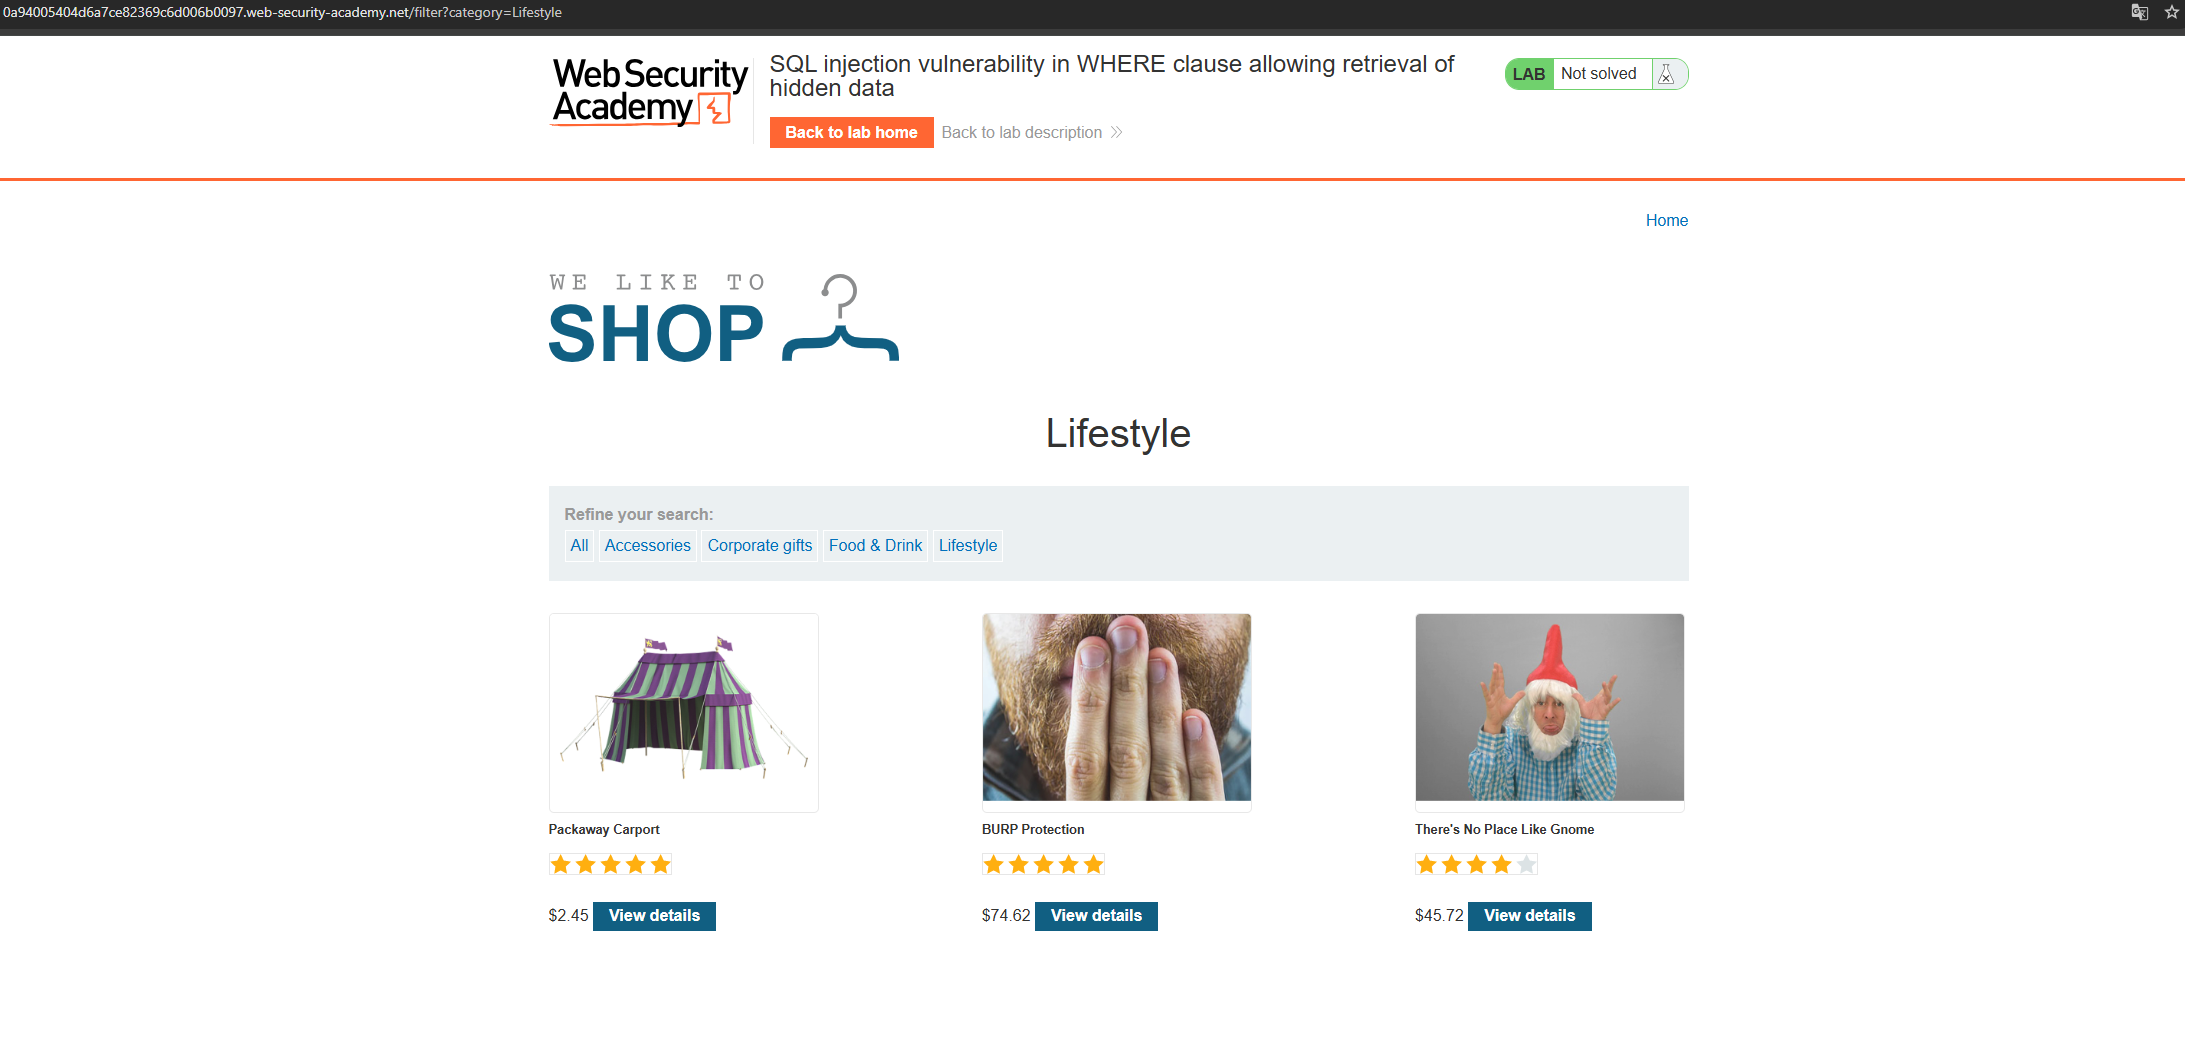 0a94005404d6a7ce82369c6d006b0097.web-security-academy.net/filter?category=Lifestyle
WebSecurity
Academy
SQL injection vulnerability in WHERE clause allowing retrieval of
hidden data
LAB Not solved
Back to lab home Back to lab description
Home
WE LIKE TO
SHOP
Lifestyle
Refine your search:
All Accessories Corporate gifts Food & Drink Lifestyle
Packaway Carport BURP Protection There's No Place Like Gnome
$2.45 View details $74.62 View details $45.72 View details